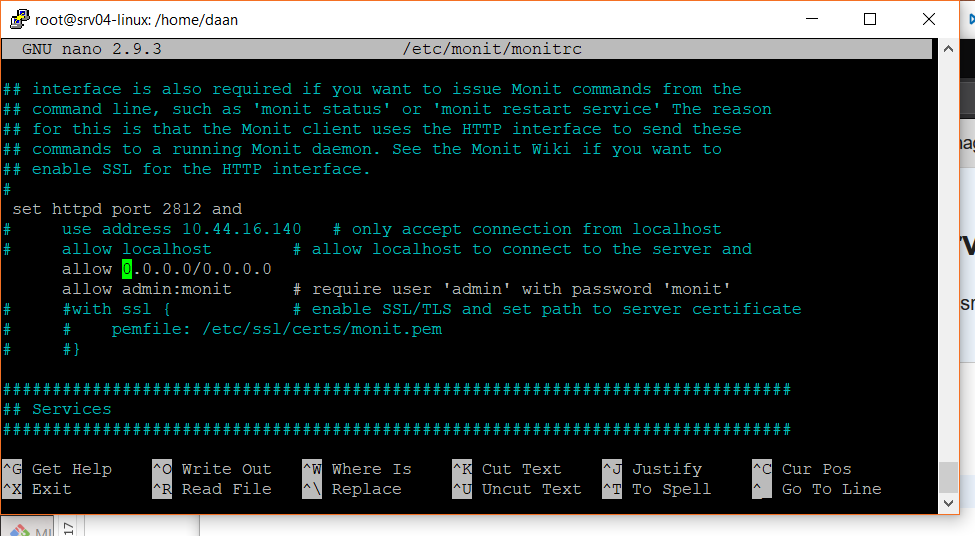 root@srv04-linux: /home/daan
GNU nano 2.9.3 /etc/monit/monitrc
## interface is also required if you want to issue Monit commands from the
## command line, such as 'monit status' or 'monit restart service' The reason
## for this is that the Monit client uses the HTTP interface to send these
## commands to a running Monit daemon. See the Monit Wiki if you want to
## enable SSL for the HTTP interface.
#
set httpd port 2812 and
#     use address 10.44.16.140   # only accept connection from localhost
#     allow localhost        # allow localhost to connect to the server and
      allow 0.0.0.0/0.0.0.0
      allow admin:monit      # require user 'admin' with password 'monit'
#     #with ssl {            # enable SSL/TLS and set path to server certificate
#     #    pemfile: /etc/ssl/certs/monit.pem
#     #}
###############################################################################
## Services
###############################################################################
^G Get Help ^O Write Out ^W Where Is ^K Cut Text ^J Justify ^C Cur Pos
^X Exit ^R Read File ^\ Replace ^U Uncut Text ^T To Spell ^_ Go To Line
17